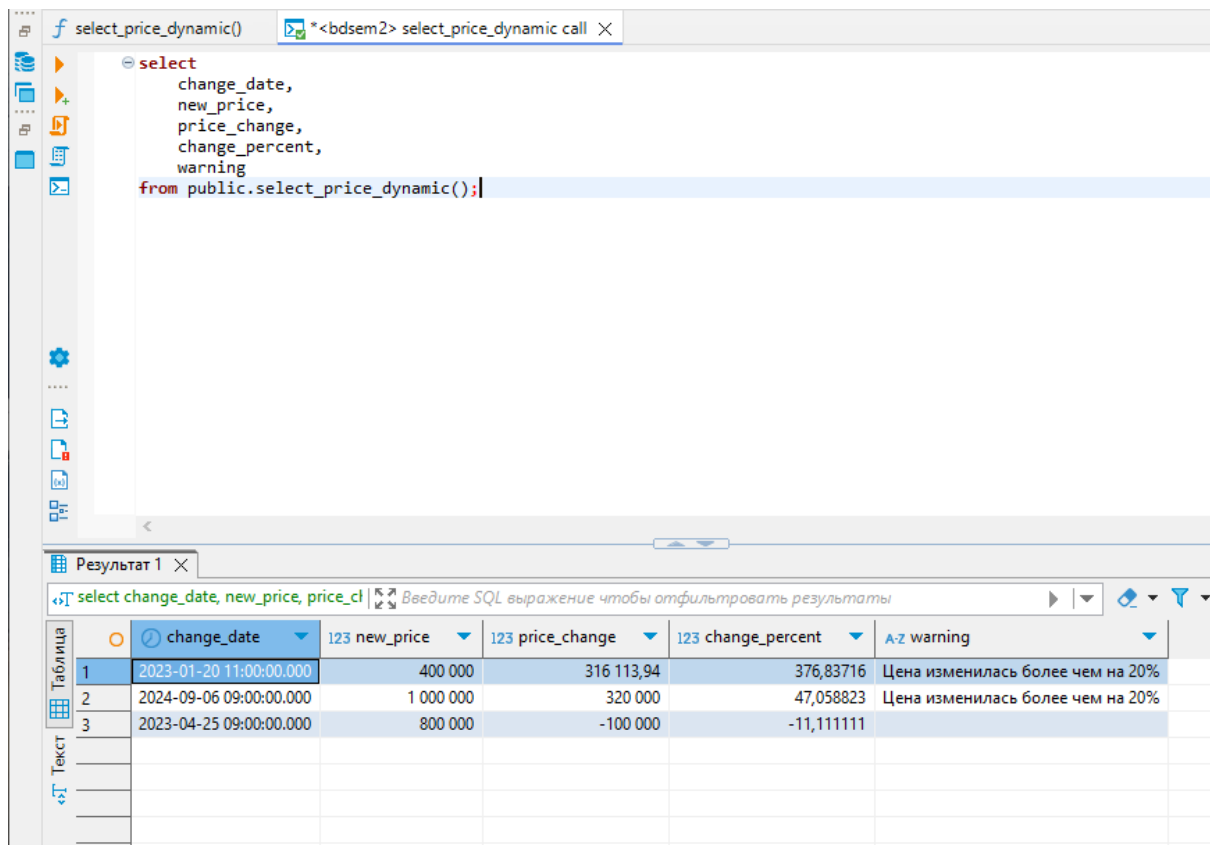 select_price_dynamic() *<bdsem2> select_price_dynamic call
select
change_date,
new_price,
price_change,
change_percent,
warning
from public.select_price_dynamic();
Результат 1
select change_date, new_price, price_cl Введите SQL выражение чтобы отфильтровать результаты
Таблица
Текст
change_date 123 new_price 123 price_change 123 change_percent A-Z warning
1 2023-01-20 11:00:00.000 400 000 316 113,94 376,83716 Цена изменилась более чем на 20%
2 2024-09-06 09:00:00.000 1 000 000 320 000 47,058823 Цена изменилась более чем на 20%
3 2023-04-25 09:00:00.000 800 000 -100 000 -11,111111